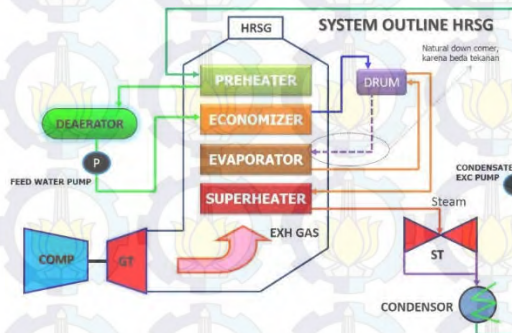 SYSTEM OUTLINE HRSG
HRSG
Natural down comer,
karena beda tekanan
PREHEATER
DRUM
DEAERATOR
ECONOMIZER
P
EVAPORATOR
FEED WATER PUMP
CONDENSATE
EXC PUMP
SUPERHEATER
Steam
EXH GAS
COMP
GT
ST
CONDENSOR